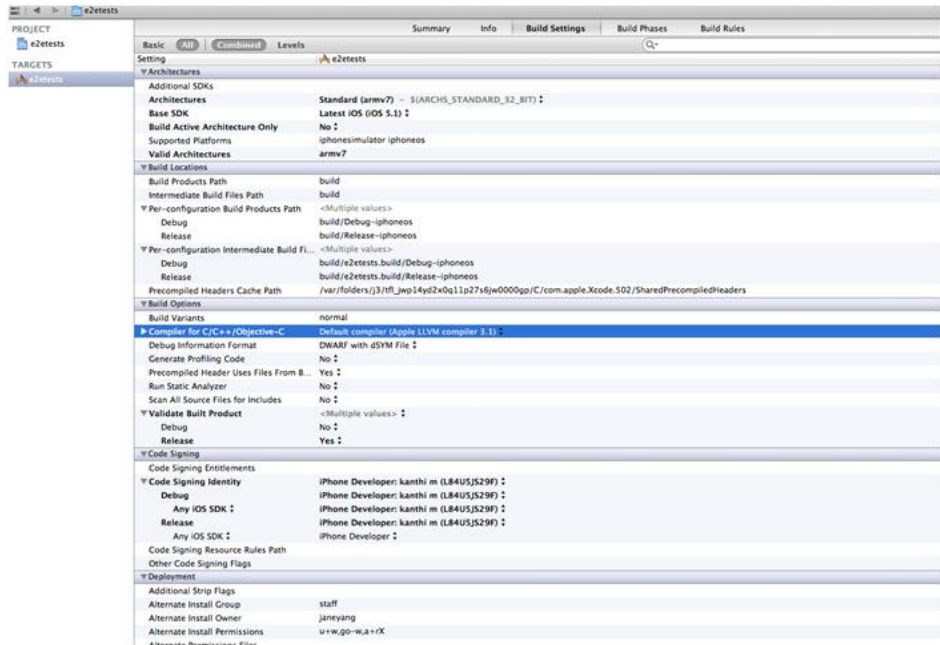 e2etests
PROJECT
e2etests
TARGETS
e2etests
Summary Info Build Settings Build Phases Build Rules
Basic All Combined Levels
Setting e2etests
Architectures
Additional SDKs
Architectures Standard (armv7) - $(ARCHS_STANDARD_32_BIT)
Base SDK Latest iOS (iOS 5.1)
Build Active Architecture Only No
Supported Platforms iphonesimulator iphoneos
Valid Architectures armv7
Build Locations
Build Products Path build
Intermediate Build Files Path build
Per-configuration Build Products Path <Multiple values>
Debug build/Debug-iphoneos
Release build/Release-iphoneos
Per-configuration Intermediate Build Fi... <Multiple values>
Debug build/e2etests.build/Debug-iphoneos
Release build/e2etests.build/Release-iphoneos
Precompiled Headers Cache Path /com.apple.Xcode.502/SharedPrecompiledHeaders
Build Options
Build Variants normal
Compiler for C/C++/Objective-C Default compiler (Apple LLVM compiler 3.1)
Debug Information Format DWARF with dSYM File
Generate Profiling Code No
Precompiled Header Uses Files From B... Yes
Run Static Analyzer No
Scan All Source Files for Includes No
Validate Built Product <Multiple values>
Debug No
Release Yes
Code Signing
Code Signing Entitlements
Code Signing Identity iPhone Developer: kanthi m (L84U5JS29F)
Debug iPhone Developer: kanthi m (L84U5JS29F)
Any iOS SDK iPhone Developer: kanthi m (L84U5JS29F)
Release iPhone Developer: kanthi m (L84U5JS29F)
Any iOS SDK iPhone Developer
Code Signing Resource Rules Path
Other Code Signing Flags
Deployment
Additional Strip Flags
Alternate Install Group staff
Alternate Install Owner janeyang
Alternate Install Permissions u+w,go-w,a+rX
Alternate Permissions Files